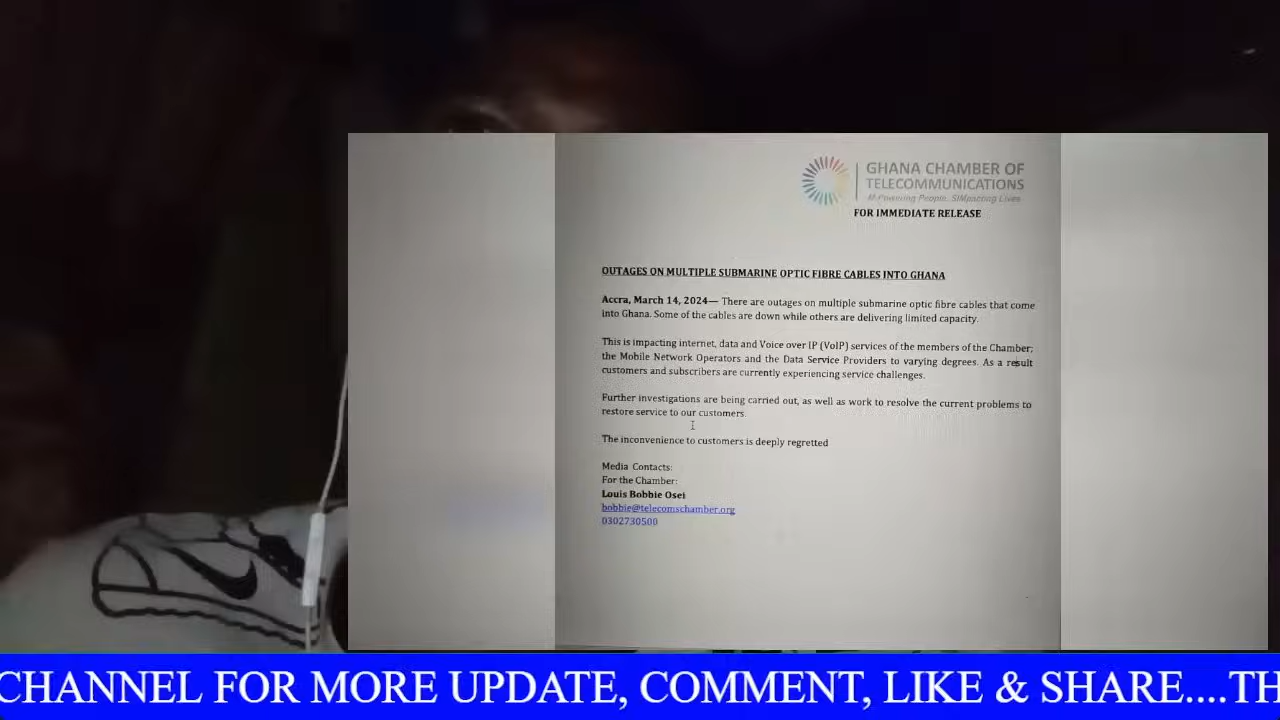 GHANA CHAMBER OF
TELECOMMUNICATIONS
M-Powering People. SIMpacting Lives
FOR IMMEDIATE RELEASE
OUTAGES ON MULTIPLE SUBMARINE OPTIC FIBRE CABLES INTO GHANA
Accra, March 14, 2024— There are outages on multiple submarine optic fibre cables that come
into Ghana. Some of the cables are down while others are delivering limited capacity.
This is impacting internet, data and Voice over IP (VoIP) services of the members of the Chamber;
the Mobile Network Operators and the Data Service Providers to varying degrees. As a result
customers and subscribers are currently experiencing service challenges.
Further investigations are being carried out, as well as work to resolve the current problems to
restore service to our customers.
The inconvenience to customers is deeply regretted
Media Contacts:
For the Chamber:
Louis Bobbie Osei
bobbie@telecomschamber.org
0302730500
CHANNEL FOR MORE UPDATE, COMMENT, LIKE & SHARE....TH